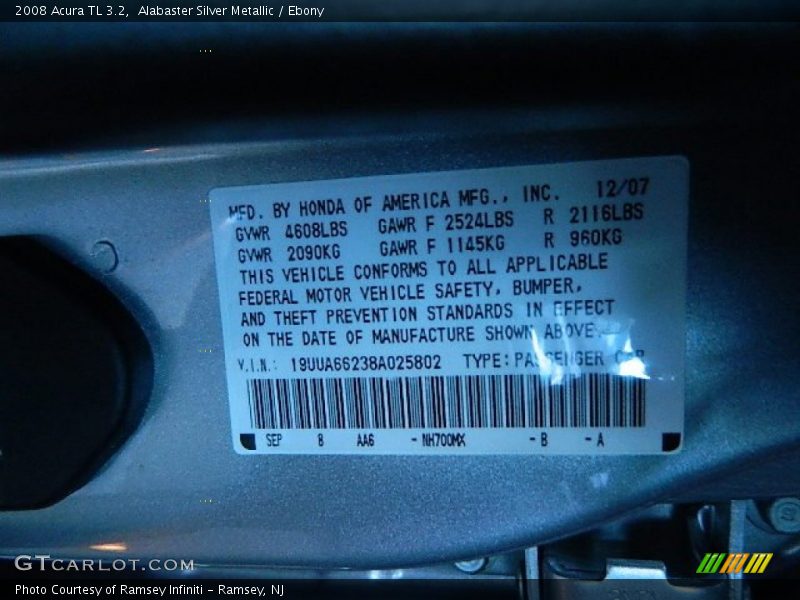 2008 Acura TL 3.2, Alabaster Silver Metallic / Ebony
MFD. BY HONDA OF AMERICA MFG., INC. 12/07
GVWR 4608LBS GAWR F 2524LBS R 2116LBS
GVWR 2090KG GAWR F 1145KG R 960KG
THIS VEHICLE CONFORMS TO ALL APPLICABLE
FEDERAL MOTOR VEHICLE SAFETY, BUMPER,
AND THEFT PREVENTION STANDARDS IN EFFECT
ON THE DATE OF MANUFACTURE SHOWN ABOVE.
V.I.N.: 19UUA66238A025802 TYPE: PASSENGER CAR
SEP 8 AA6 - NH700MX - B - A
GTCARLOT.COM
Photo Courtesy of Ramsey Infiniti - Ramsey, NJ